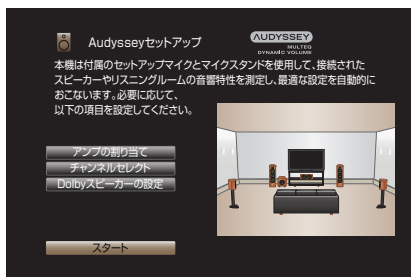 Audysseyセットアップ
AUDYSSEY
MULTEQ
DYNAMIC VOLUME
本機は付属のセットアップマイクとマイクスタンドを使用して、接続された
スピーカーやリスニングルームの音響特性を測定し、最適な設定を自動的に
おこないます。必要に応じて、
以下の項目を設定してください。
アンプの割り当て
チャンネルセレクト
Dolbyスピーカーの設定
スタート